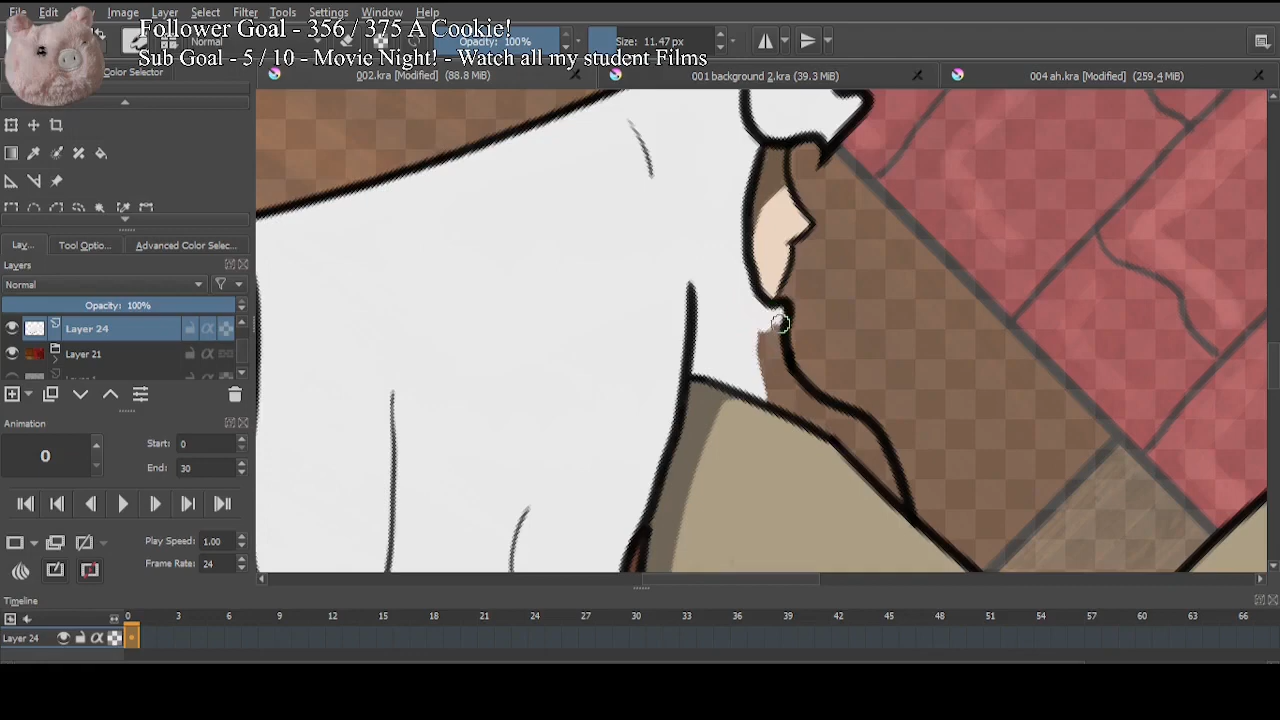 File Edit Image Layer Select Filter Tools Settings Window Help
Follower Goal - 356 / 375 A Cookie!
Normal Opacity: 100% Size: 11.47 px
Sub Goal - 5 / 10 - Movie Night! - Watch all my student Films
Color Selector
002.kra [Modified] (88.8 MiB)
001 background 2.kra (39.3 MiB)
004 ah.kra [Modified] (259.4 MiB)
Lay... Tool Optio... Advanced Color Selec...
Layers
Normal
Opacity: 100%
Layer 24
Layer 21
Animation
0 Start: 0
End: 30
Play Speed: 1.00
Frame Rate: 24
Timeline
0 3 6 9 12 15 18 21 24 27 30 33 36 39 42 45 48 51 54 57 60 63 66
Layer 24